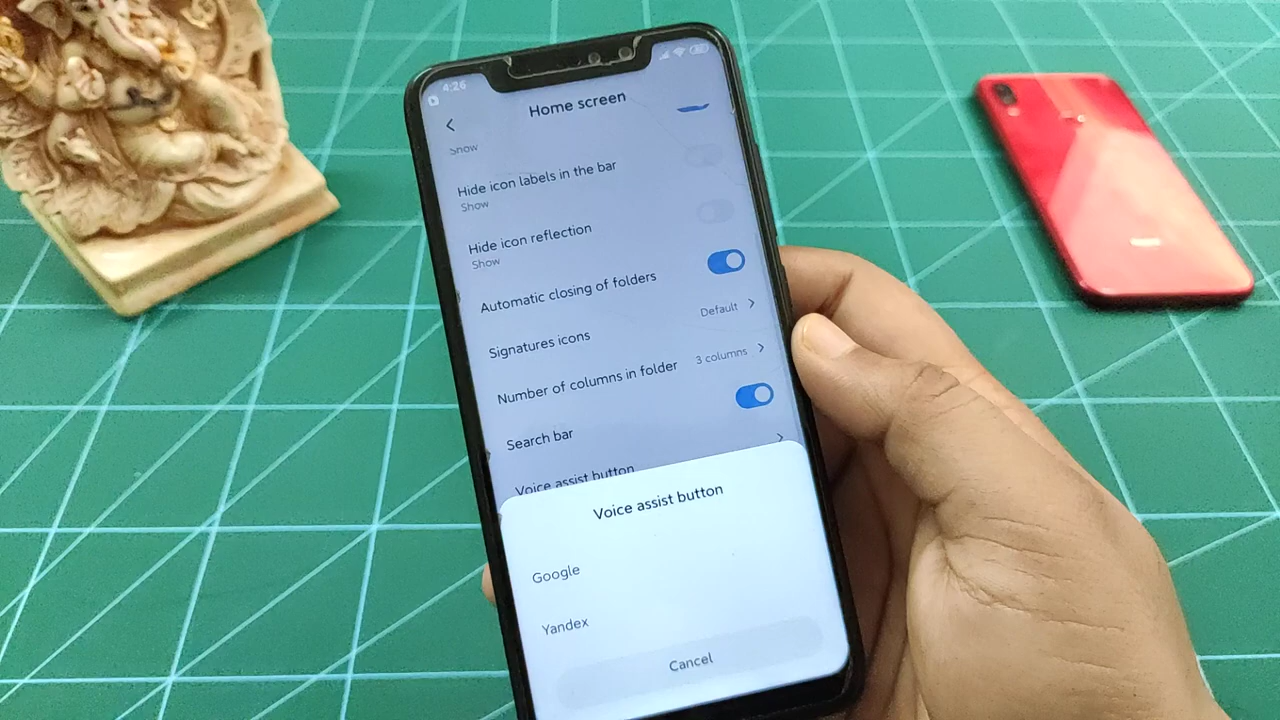 4:26
Home screen
Show
Hide icon labels in the bar
Show
Hide icon reflection
Show
Automatic closing of folders
Signatures icons
Default
Number of columns in folder
3 columns
Search bar
Voice assist button
Voice assist button
Google
Yandex
Cancel